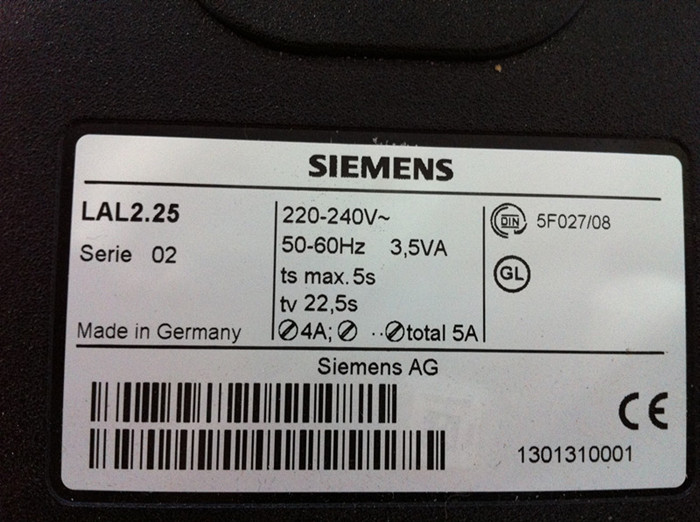 SIEMENS
LAL2.25
Serie 02
Made in Germany
220-240V~
50-60Hz 3,5VA
ts max. 5s
tv 22,5s
⊘4A; ⊘ ··⊘total 5A
DIN 5F027/08
GL
Siemens AG
CE
1301310001